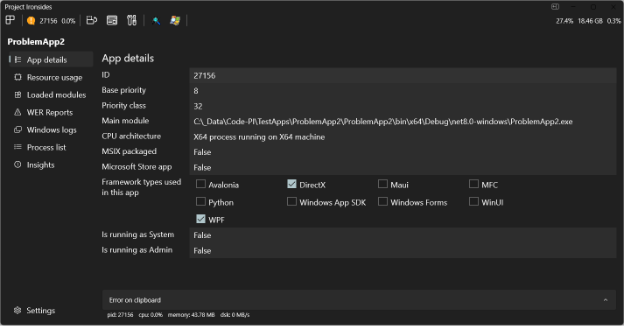 Project Ironsides
27156 0.0%
27.4% 18.46 GB 0.3%
ProblemApp2
App details
Resource usage
Loaded modules
WER Reports
Windows logs
Process list
Insights
Settings
App details
ID 27156
Base priority 8
Priority class 32
Main module C:\_Data\Code-PI\TestApps\ProblemApp2\ProblemApp2\bin\x64\Debug\net8.0-windows\ProblemApp2.exe
CPU architecture X64 process running on X64 machine
MSIX packaged False
Microsoft Store app False
Framework types used
in this app
Avalonia DirectX Maui MFC
Python Windows App SDK Windows Forms WinUI
WPF
Is running as System False
Is running as Admin False
Error on clipboard
pid: 27156 cpu: 0.0% memory: 43.78 MB disk: 0 MB/s